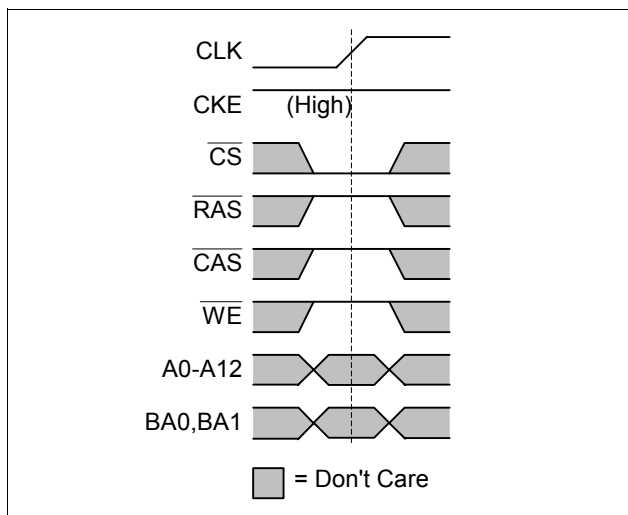 CLK
CKE (High)
CS
RAS
CAS
WE
A0-A12
BA0,BA1
= Don't Care